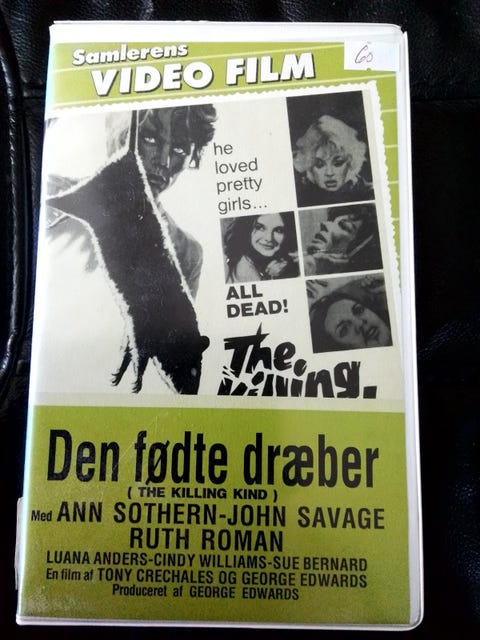 Samlerens
VIDEO FILM
60
he
loved
pretty
girls...
ALL
DEAD!
The
Killing
Den fødte dræber
( THE KILLING KIND )
Med ANN SOTHERN-JOHN SAVAGE
RUTH ROMAN
LUANA ANDERS-CINDY WILLIAMS-SUE BERNARD
En film af TONY CRECHALES OG GEORGE EDWARDS
Produceret af GEORGE EDWARDS